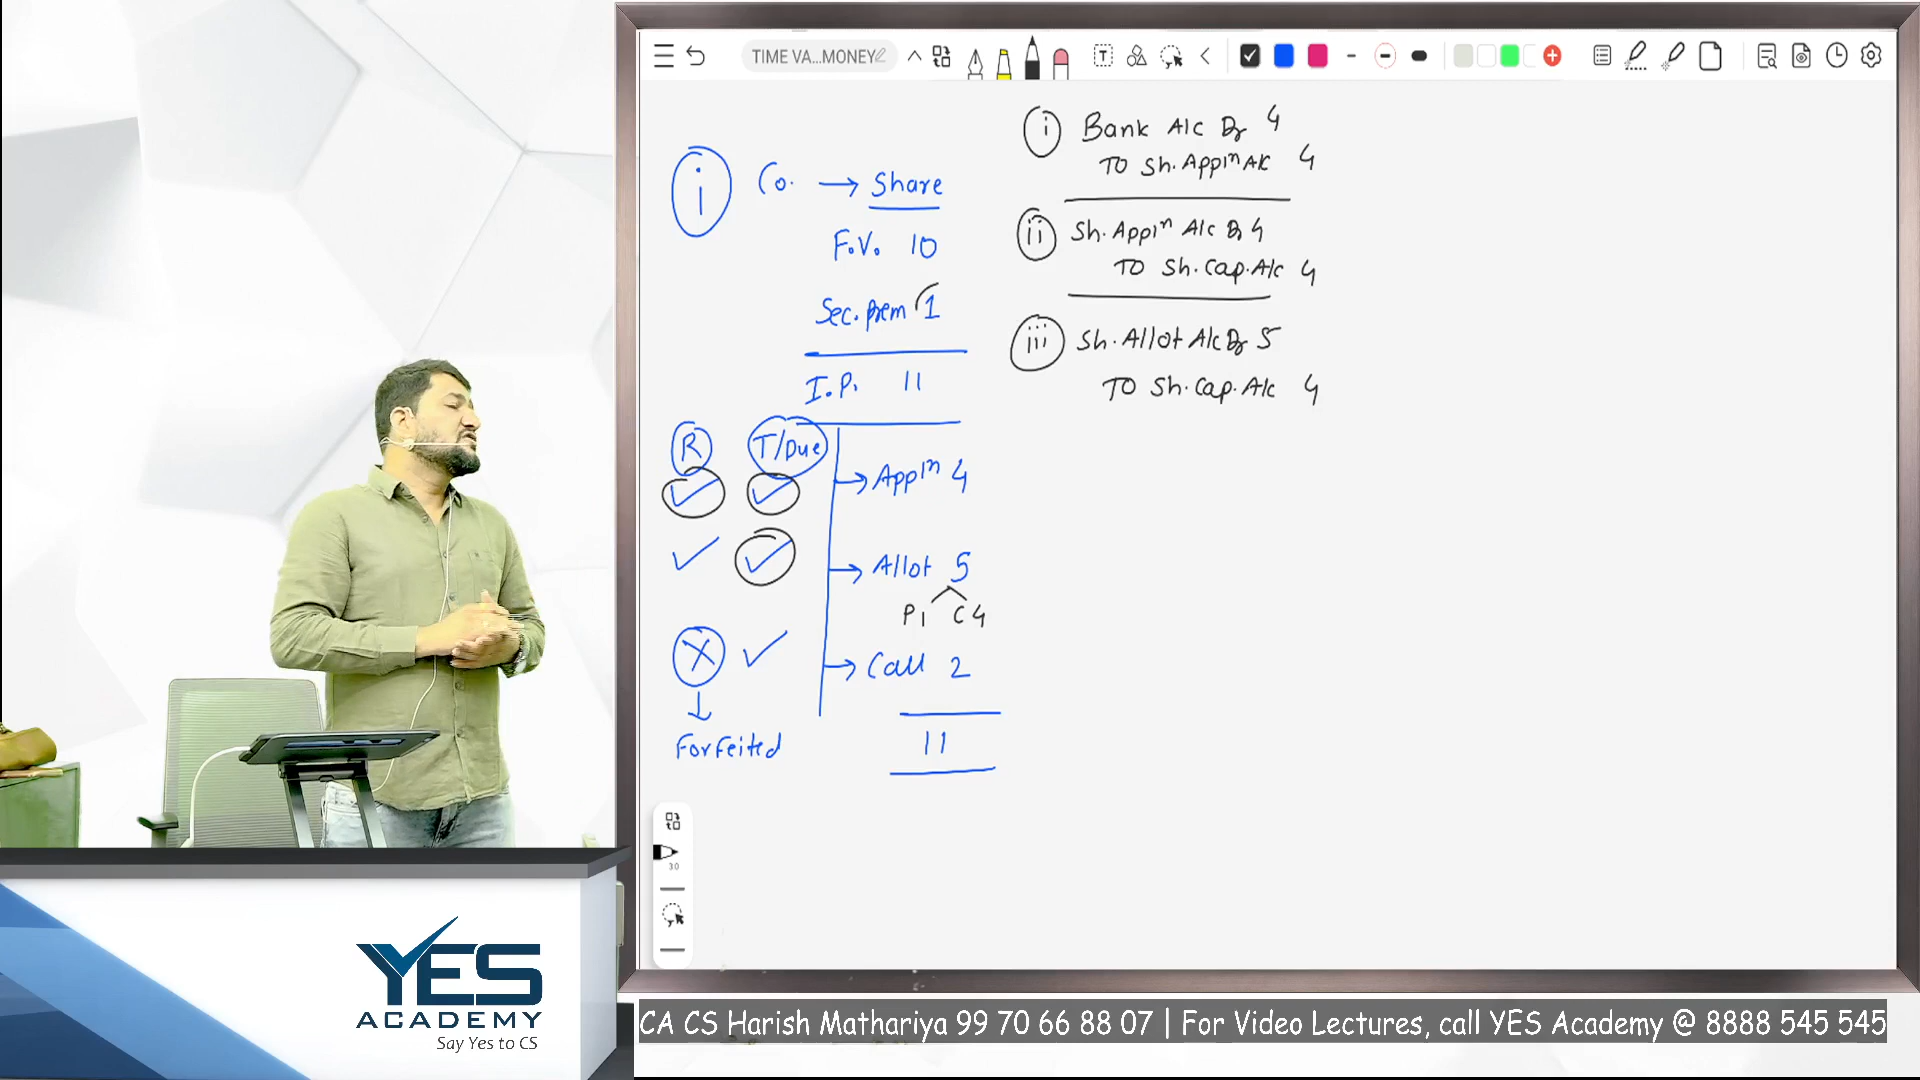 TIME VA...MONEY
i Co. → Share
F.V. 10
Sec. Prem 1
I.P. 11
R T/Due
→ Appln 4
→ Allot 5
P1 C4
X → Call 2
Forfeited 11
i Bank A/c Dr 4
TO Sh. Appln A/c 4
ii Sh. Appln A/c Dr 4
TO Sh. Cap. A/c 4
iii Sh. Allot A/c Dr 5
TO Sh. Cap. A/c 4
30
YES
ACADEMY
Say Yes to CS
CA CS Harish Mathariya 99 70 66 88 07 | For Video Lectures, call YES Academy @ 8888 545 545